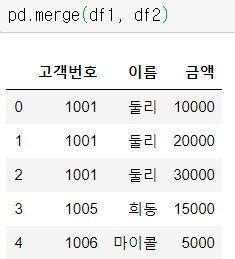 pd.merge(df1, df2)
고객번호 이름 금액
0 1001 둘리 10000
1 1001 둘리 20000
2 1001 둘리 30000
3 1005 희동 15000
4 1006 마이콜 5000